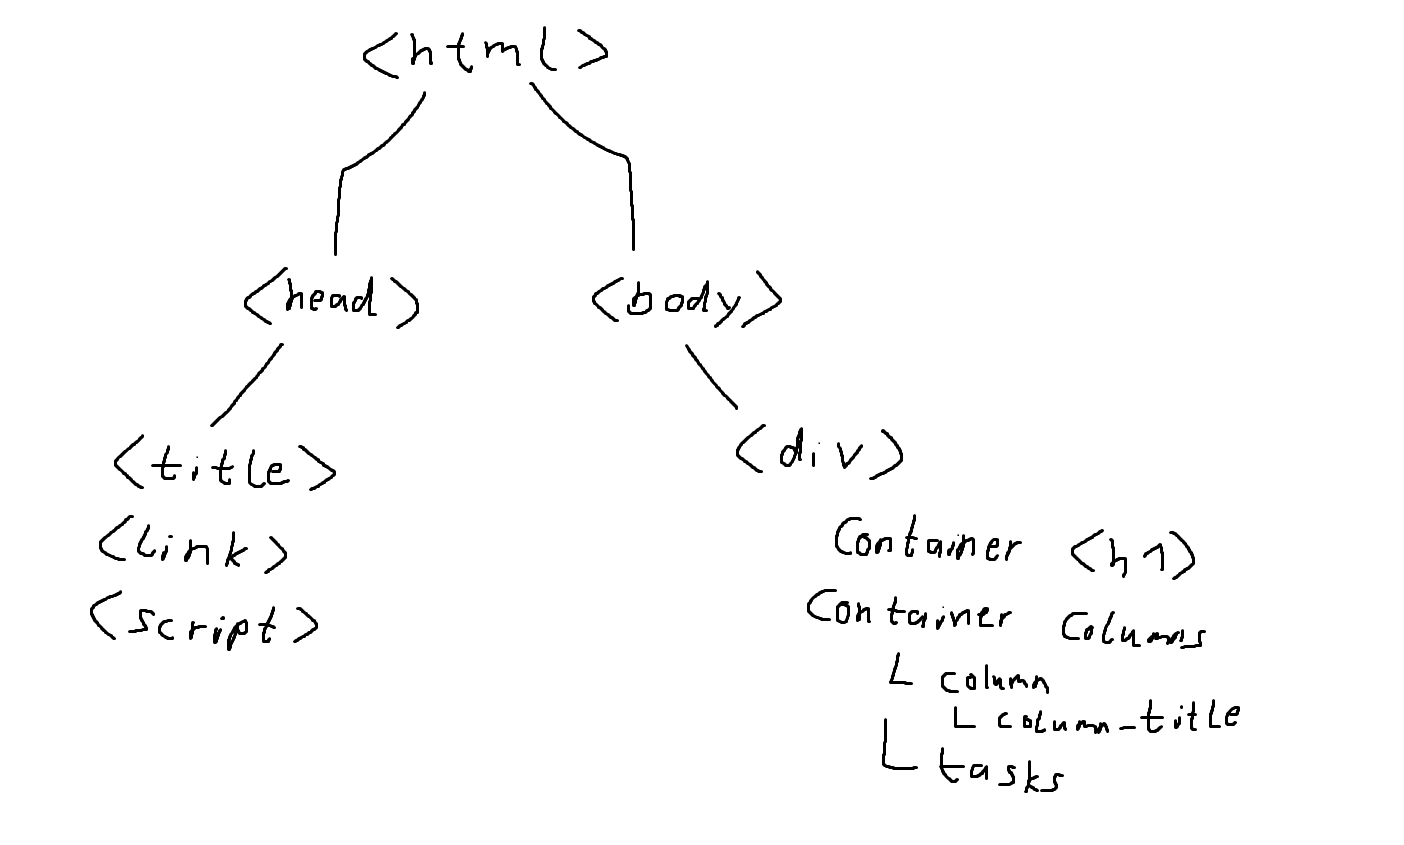 <html>
<head> <body>
<title> <div>
<link> Container <h1>
<script> Container Columns
column
column-title
tasks